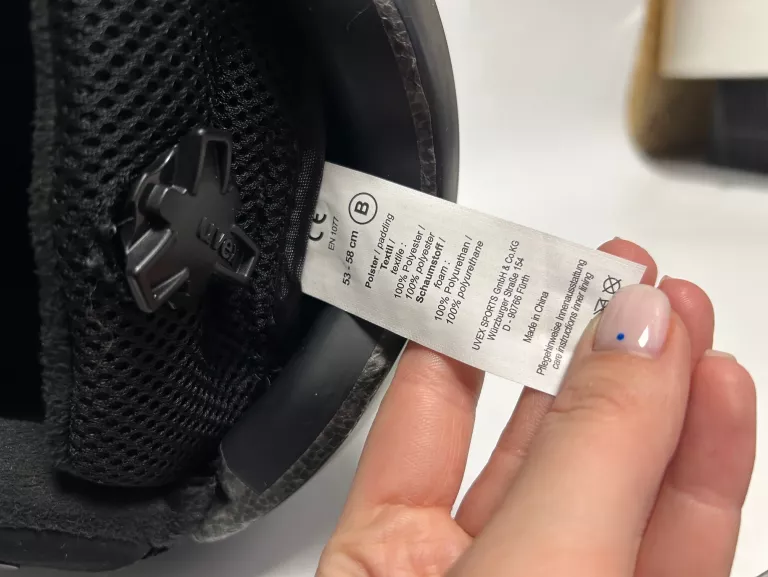 CE
EN 1077
53 - 58 cm B
Polster / padding
Textil /
textile :
100% Polyester /
100% polyester
Schaumstoff /
foam :
100% Polyurethan /
100% polyurethane
UVEX SPORTS GmbH & Co.KG
Würzburger Straße 154
D - 90766 Fürth
Made in China
Pflegehinweise Innenausstattung
care instructions inner lining
uvex